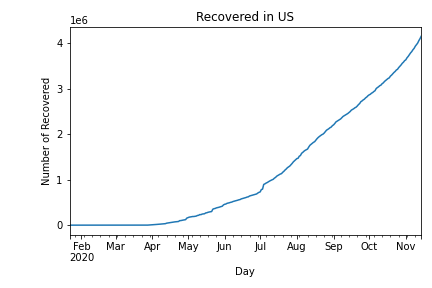 Recovered in US
1e6
Number of Recovered
4
3
2
1
0
Feb Mar Apr May Jun Jul Aug Sep Oct Nov
2020
Day